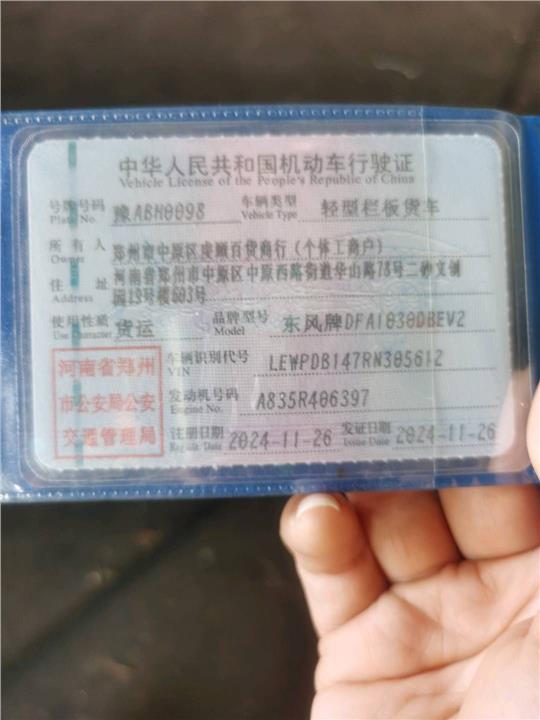 中华人民共和国机动车行驶证
Vehicle License of the People's Republic of China
号牌号码 Plate No. 豫ABM0098 车辆类型 Vehicle Type 轻型栏板货车
所有人 Owner 郑州市中原区虔顺百货商行（个体工商户）
住址 Address 河南省郑州市中原区中原西路街道华山路78号二砂文创
园19号楼603号
使用性质 Use Character 货运 品牌型号 Model 东风牌DFA1030DBEV2
河南省郑州
市公安局公安
交通管理局
车辆识别代号 VIN LEWPDB147RN305612
发动机号码 Engine No. A835R406397
注册日期 Register Date 2024-11-26 发证日期 Issue Date 2024-11-26